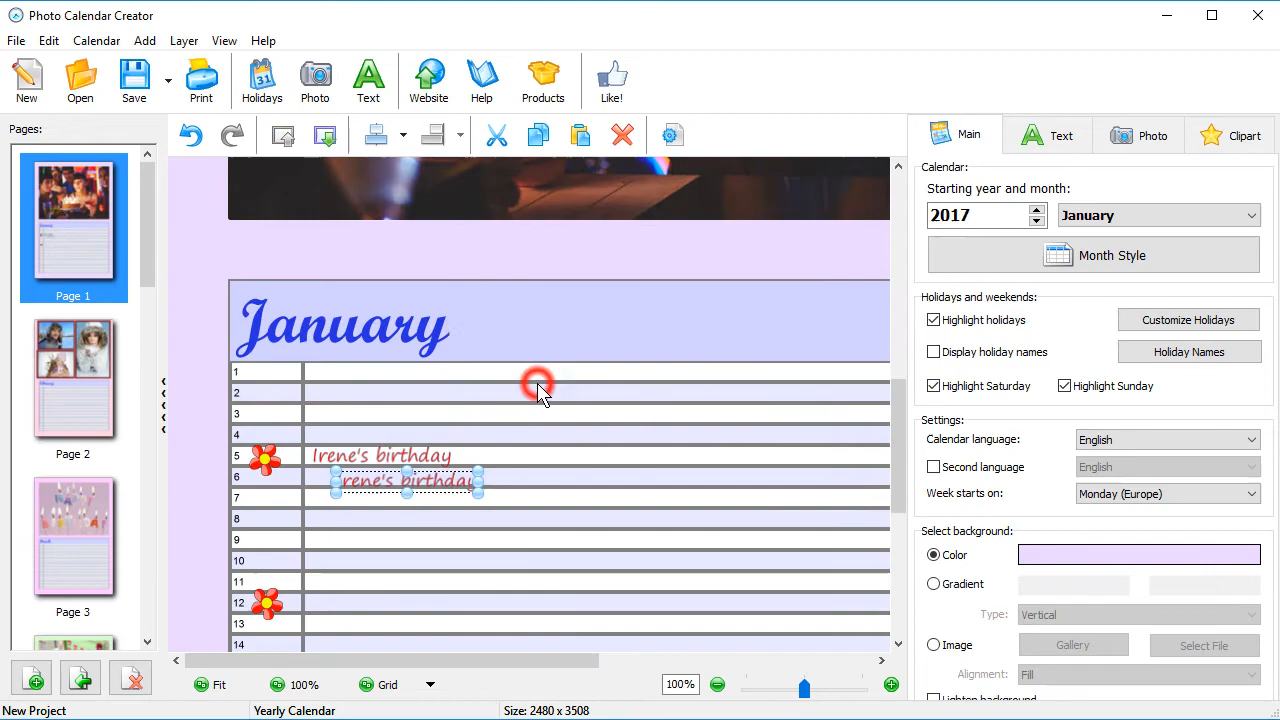 Photo Calendar Creator
File Edit Calendar Add Layer View Help
New Open Save Print Holidays Photo Text Website Help Products Like!
31
Pages:
Main Text Photo Clipart
Page 1
Page 2
Page 3
January
1
2
3
4
5 Irene's birthday
6 Irene's birthday
7
8
9
10
11
12
13
14
Calendar:
Starting year and month:
2017 January
Month Style
Holidays and weekends:
Highlight holidays Customize Holidays
Display holiday names Holiday Names
Highlight Saturday Highlight Sunday
Settings:
Calendar language: English
Second language English
Week starts on: Monday (Europe)
Select background:
Color
Gradient
Type: Vertical
Image Gallery Select File
Alignment: Fill
Lighten background
Fit 100% Grid 100%
New Project Yearly Calendar Size: 2480 x 3508